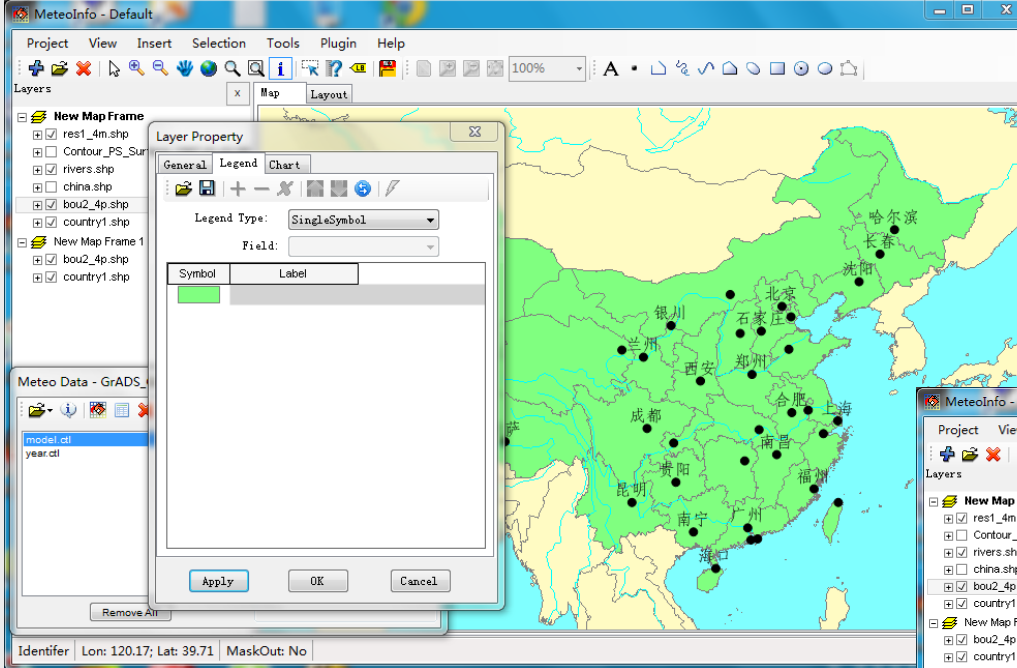 MeteoInfo - Default
Project View Insert Selection Tools Plugin Help
100%
A
Layers x
Map Layout
New Map Frame
res1_4m.shp
Contour_PS_Sur
rivers.shp
china.shp
bou2_4p.shp
country1.shp
New Map Frame 1
bou2_4p.shp
country1.shp
Layer Property
General Legend Chart
Legend Type: SingleSymbol
Field:
Symbol Label
Apply OK Cancel
哈尔滨
长春
沈阳
北京
石家庄
银川
兰州
西安
郑州
合肥
上海
成都
南昌
萨
贵阳
福州
昆明
南宁
广州
海口
Meteo Data - GrADS_
model.ctl
year.ctl
Remove All
MeteoInfo -
Project Vie
Layers
New Map
res1_4m
Contour_
rivers.sh
china.shp
bou2_4p
country1
New Map F
bou2_4p
country1
Identifer Lon: 120.17; Lat: 39.71 MaskOut: No